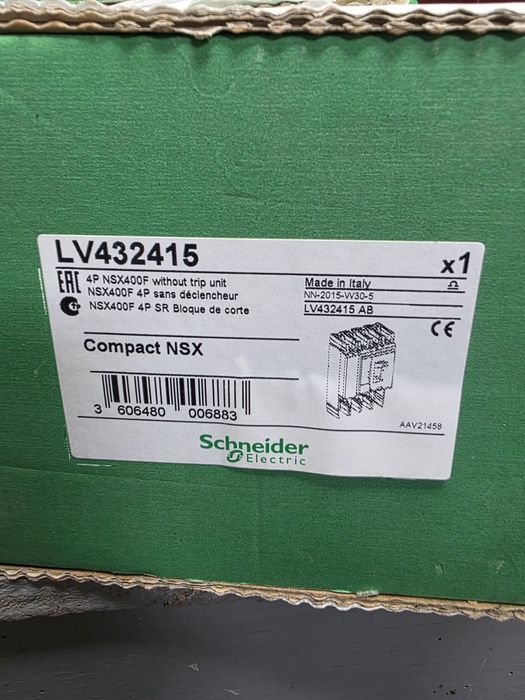 LV432415
x1
EAC 4P NSX400F without trip unit
NSX400F 4P sans déclencheur
NSX400F 4P SR Bloque de corte
Made in Italy
NN-2015-W30-5
LV432415 AB
CE
Compact NSX
3 606480 006883
AAV21458
Schneider
Electric